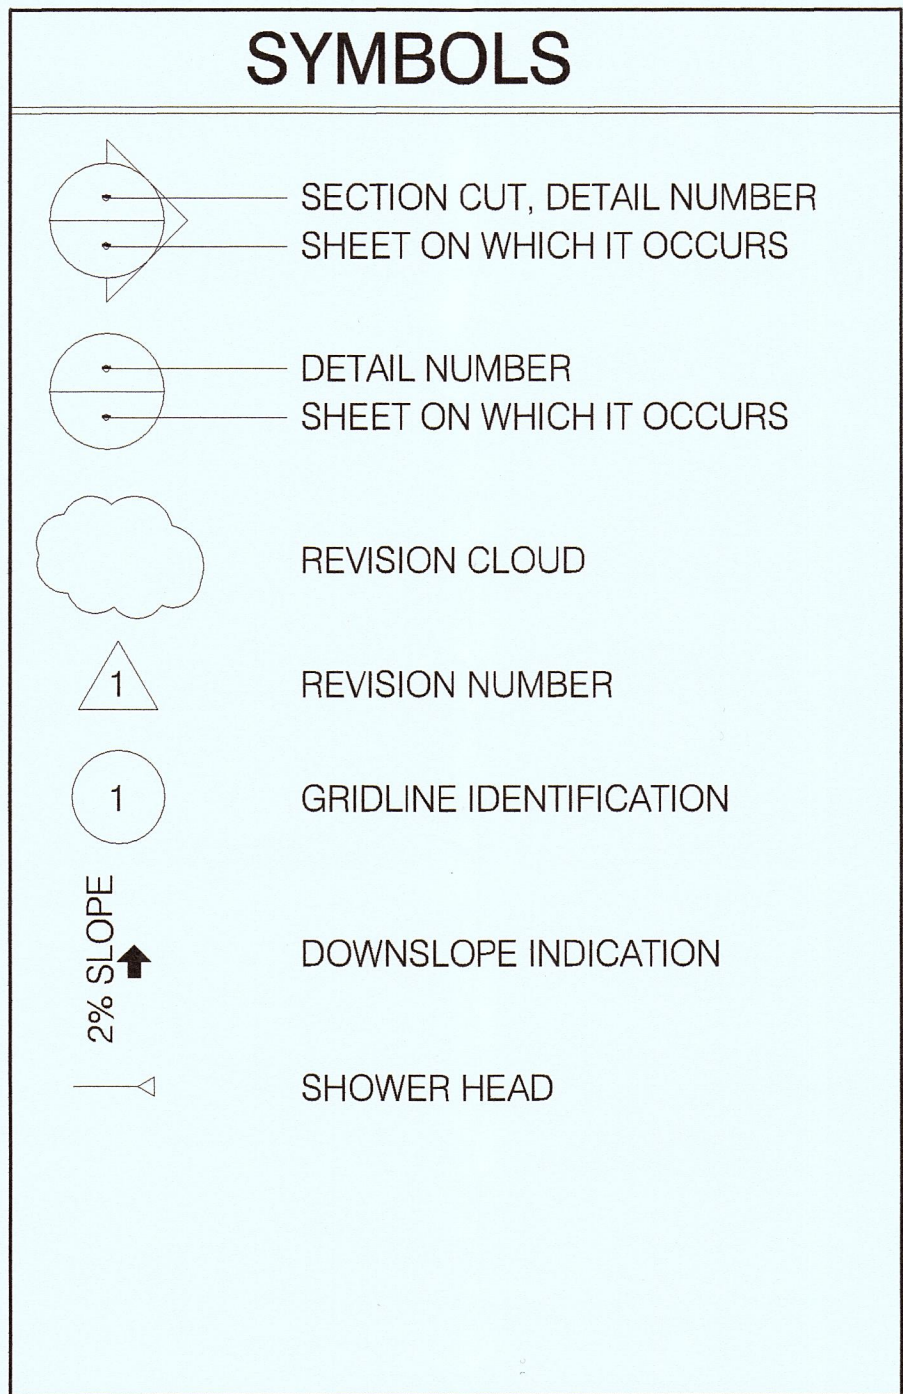 SYMBOLS
SECTION CUT, DETAIL NUMBER
SHEET ON WHICH IT OCCURS
DETAIL NUMBER
SHEET ON WHICH IT OCCURS
REVISION CLOUD
1
REVISION NUMBER
1
GRIDLINE IDENTIFICATION
2% SLOPE
DOWNSLOPE INDICATION
SHOWER HEAD